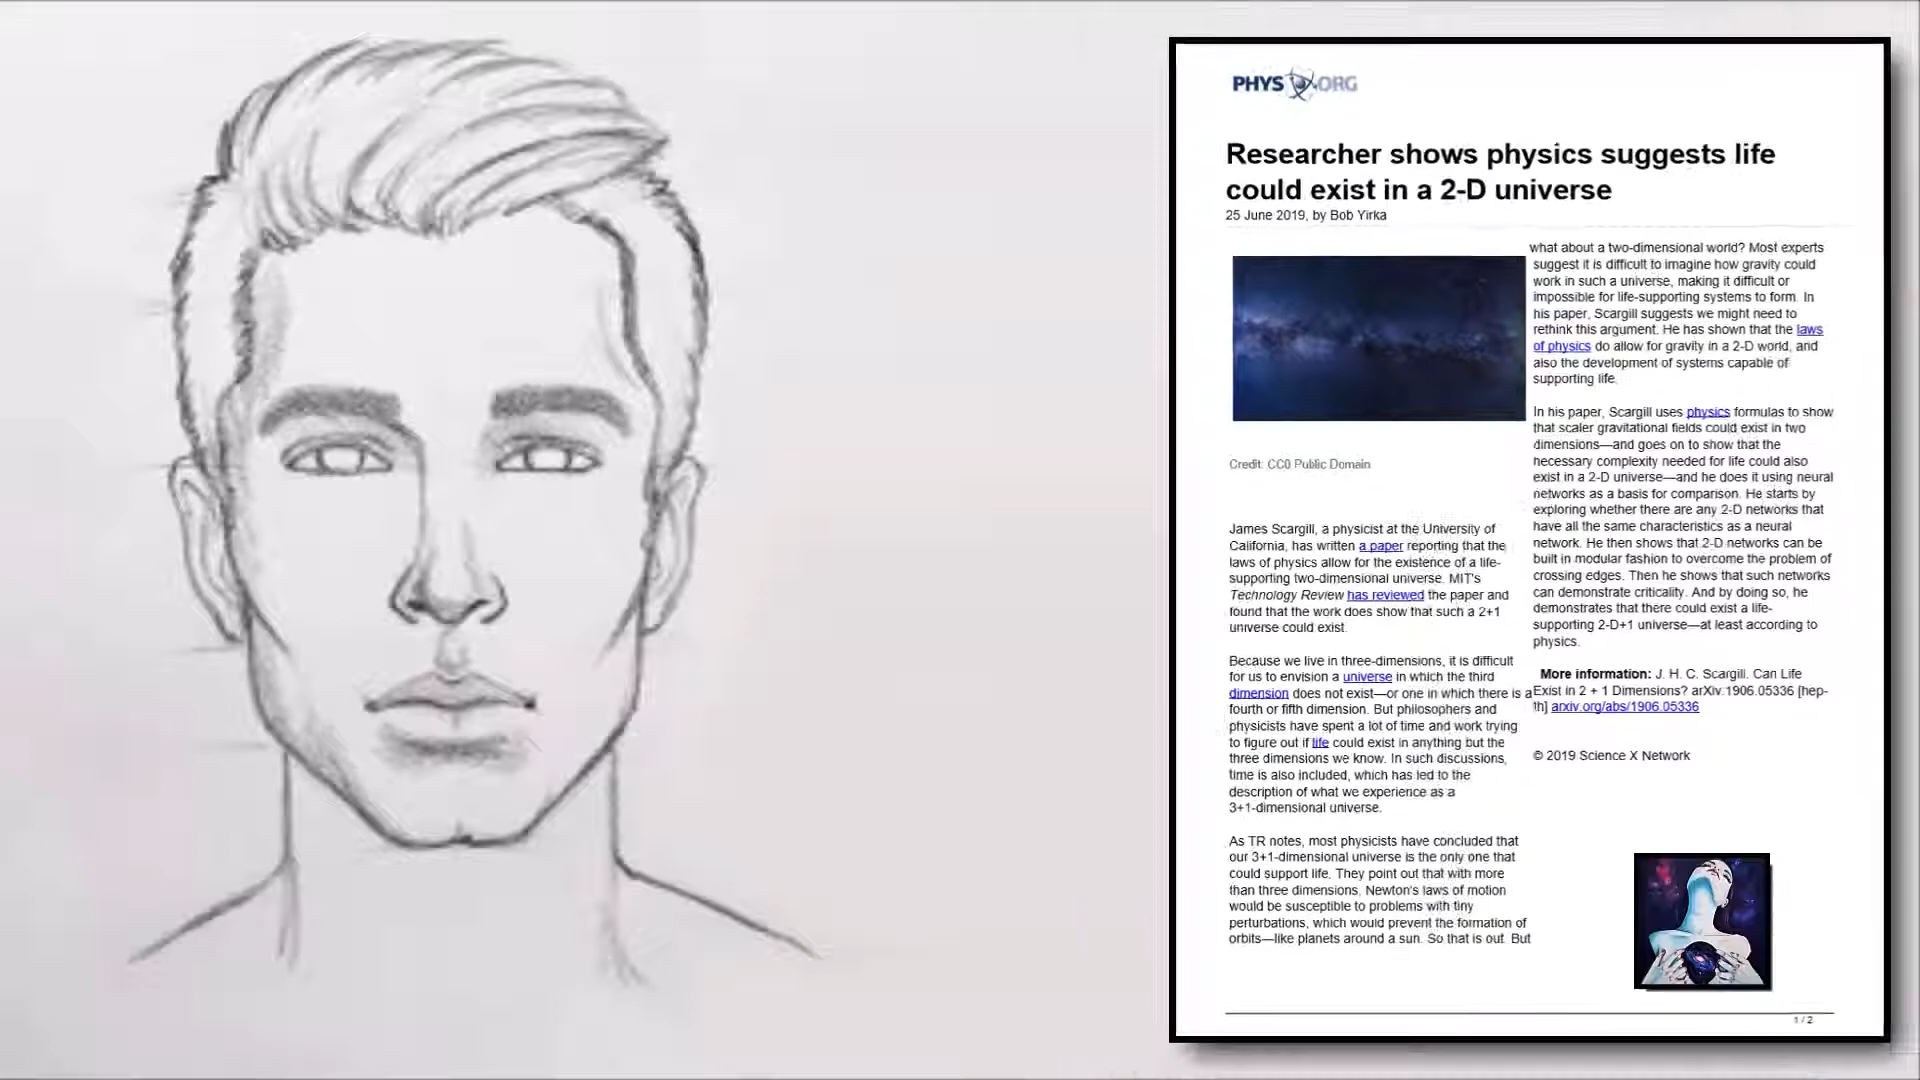 PHYS ORG
Researcher shows physics suggests life
could exist in a 2-D universe
25 June 2019, by Bob Yirka
Credit: CC0 Public Domain
James Scargill, a physicist at the University of
California, has written a paper reporting that the
laws of physics allow for the existence of a life-
supporting two-dimensional universe. MIT's
Technology Review has reviewed the paper and
found that the work does show that such a 2+1
universe could exist.
Because we live in three-dimensions, it is difficult
for us to envision a universe in which the third
dimension does not exist—or one in which there is a
fourth or fifth dimension. But philosophers and
physicists have spent a lot of time and work trying
to figure out if life could exist in anything but the
three dimensions we know. In such discussions,
time is also included, which has led to the
description of what we experience as a
3+1-dimensional universe.
As TR notes, most physicists have concluded that
our 3+1-dimensional universe is the only one that
could support life. They point out that with more
than three dimensions, Newton's laws of motion
would be susceptible to problems with tiny
perturbations, which would prevent the formation of
orbits—like planets around a sun. So that is out. But
what about a two-dimensional world? Most experts
suggest it is difficult to imagine how gravity could
work in such a universe, making it difficult or
impossible for life-supporting systems to form. In
his paper, Scargill suggests we might need to
rethink this argument. He has shown that the laws
of physics do allow for gravity in a 2-D world, and
also the development of systems capable of
supporting life.
In his paper, Scargill uses physics formulas to show
that scaler gravitational fields could exist in two
dimensions—and goes on to show that the
necessary complexity needed for life could also
exist in a 2-D universe—and he does it using neural
networks as a basis for comparison. He starts by
exploring whether there are any 2-D networks that
have all the same characteristics as a neural
network. He then shows that 2-D networks can be
built in modular fashion to overcome the problem of
crossing edges. Then he shows that such networks
can demonstrate criticality. And by doing so, he
demonstrates that there could exist a life-
supporting 2-D+1 universe—at least according to
physics.
More information: J. H. C. Scargill. Can Life
Exist in 2 + 1 Dimensions? arXiv:1906.05336 [hep-
th] arxiv.org/abs/1906.05336
© 2019 Science X Network
1 / 2